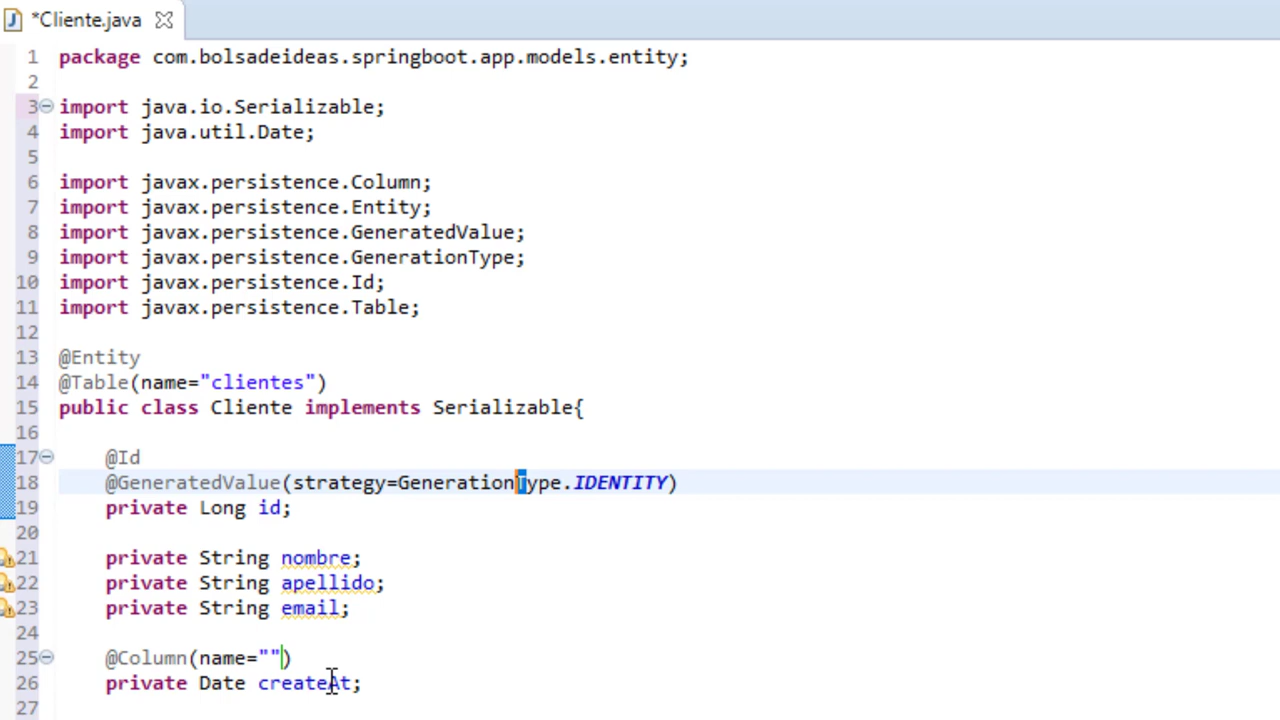 *Cliente.java
1 package com.bolsadeideas.springboot.app.models.entity;
2
3 import java.io.Serializable;
4 import java.util.Date;
5
6 import javax.persistence.Column;
7 import javax.persistence.Entity;
8 import javax.persistence.GeneratedValue;
9 import javax.persistence.GenerationType;
10 import javax.persistence.Id;
11 import javax.persistence.Table;
12
13 @Entity
14 @Table(name="clientes")
15 public class Cliente implements Serializable{
16
17 @Id
18 @GeneratedValue(strategy=GenerationType.IDENTITY)
19 private Long id;
20
21 private String nombre;
22 private String apellido;
23 private String email;
24
25 @Column(name="")
26 private Date createAt;
27